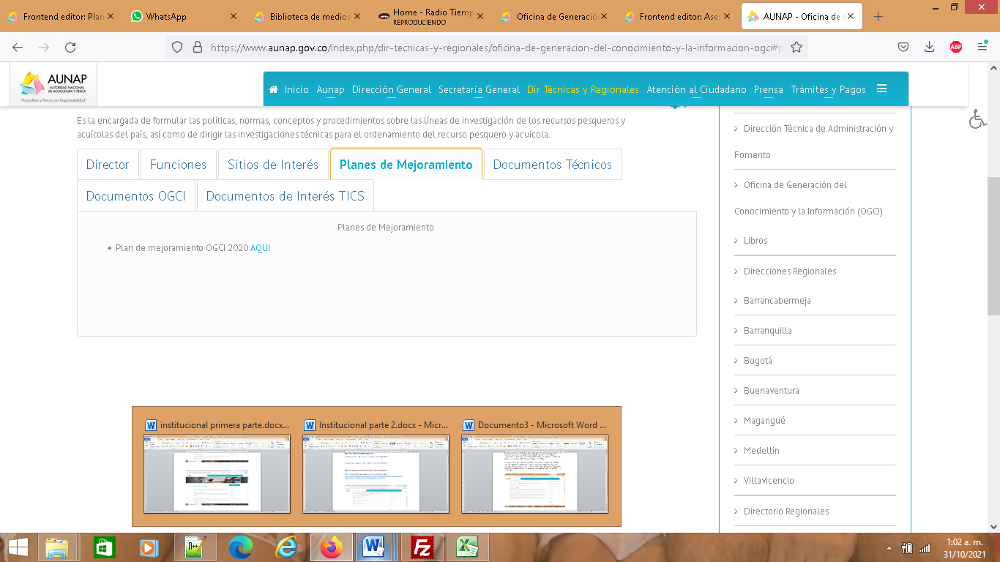 Frontend editor: Plan
WhatsApp
Biblioteca de medios
Home - Radio Tiemp
REPRODUCIENDO
Oficina de Generació
Frontend editor: Ases
AUNAP - Oficina de G
https://www.aunap.gov.co/index.php/dir-tecnicas-y-regionales/oficina-de-generacion-del-conocimiento-y-la-informacion-ogci#p
ABP
AUNAP
AUTORIDAD NACIONAL
DE ACUICULTURA Y PESCA
"Acuicultura y Pesca con Responsabilidad"
Inicio Aunap Dirección General Secretaría General Dir Técnicas y Regionales Atención al Ciudadano Prensa Trámites y Pagos
Es la encargada de formular las políticas, normas, conceptos y procedimientos sobre las líneas de investigación de los recursos pesqueros y
acuícolas del país, así como de dirigir las investigaciones técnicas para el ordenamiento del recurso pesquero y acuícola.
Director Funciones Sitios de Interés Planes de Mejoramiento Documentos Técnicos
Documentos OGCI Documentos de Interés TICS
Planes de Mejoramiento
• Plan de mejoramiento OGCI 2020 AQUI
Dirección Técnica de Administración y
Fomento
Oficina de Generación del
Conocimiento y la Información (OGCI)
Libros
Direcciones Regionales
Barrancabermeja
Barranquilla
Bogotá
Buenaventura
Magangué
Medellín
Villavicencio
Directorio Regionales
institucional primera parte.docx...
Institucional parte 2.docx - Micr...
Documento3 - Microsoft Word ...
1:02 a. m.
31/10/2021